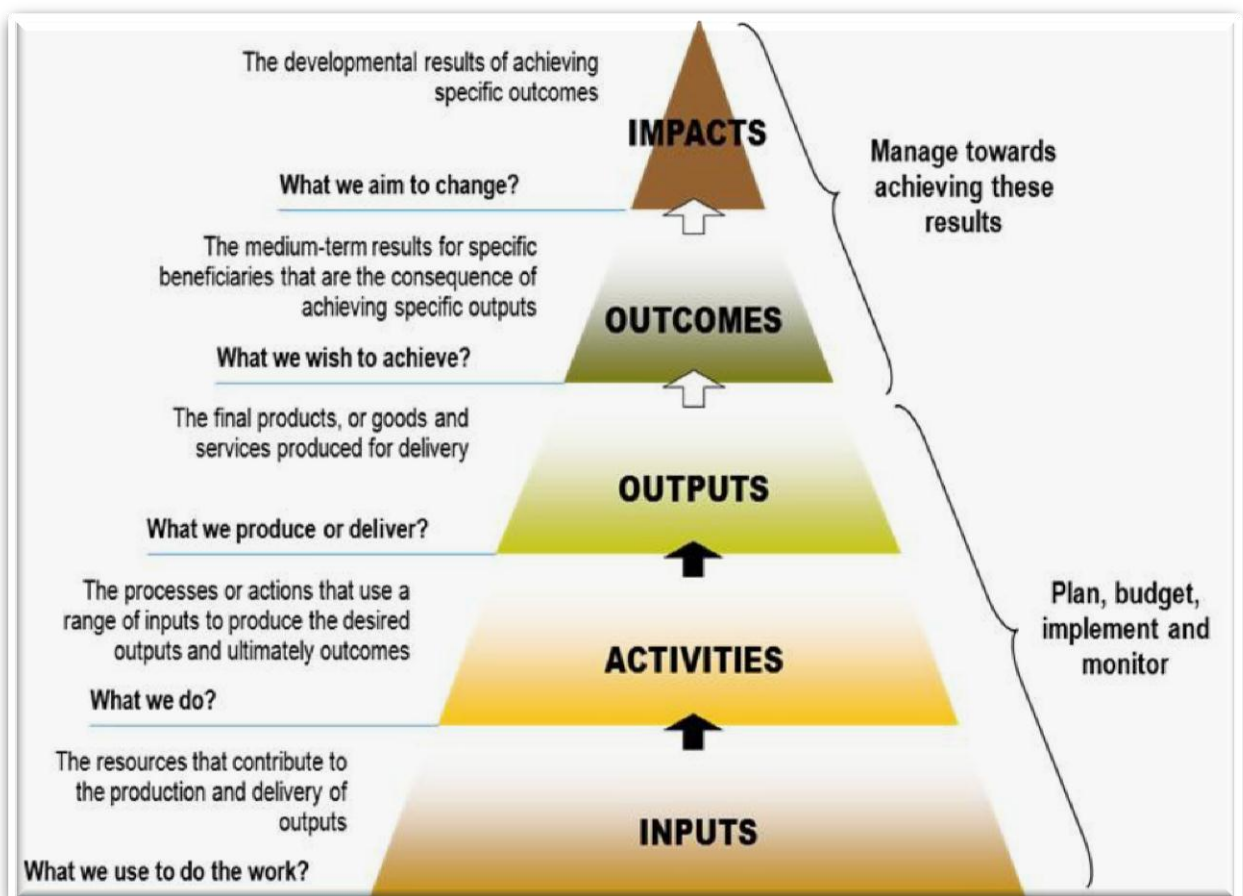 The developmental results of achieving
specific outcomes
IMPACTS
What we aim to change?
Manage towards
achieving these
results
The medium-term results for specific
beneficiaries that are the consequence of
achieving specific outputs
OUTCOMES
What we wish to achieve?
The final products, or goods and
services produced for delivery
OUTPUTS
What we produce or deliver?
The processes or actions that use a
range of inputs to produce the desired
outputs and ultimately outcomes
ACTIVITIES
What we do?
Plan, budget,
implement and
monitor
The resources that contribute to
the production and delivery of
outputs
INPUTS
What we use to do the work?